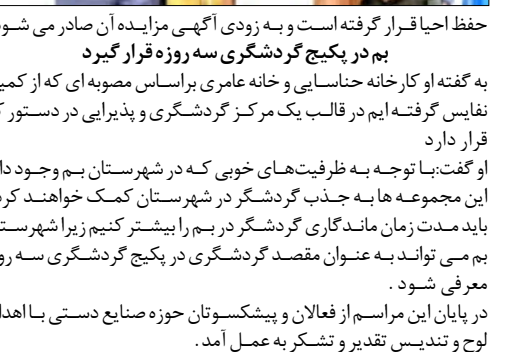 حفظ احیا قرار گرفته است و به زودی آگهی مزایده آن صادر می شو
بم در پکیج گردشگری سه روزه قرار گیرد
به گفته او کارخانه حناسایی و خانه عامری براساس مصوبه ای که از کمی
نفایس گرفته ایم در قالب یک مرکز گردشگری و پذیرایی در دستور ک
قرار دارد
او گفت:با توجه به ظرفیت‌های خوبی که در شهرستان بم وجود دا
این مجموعه ها به جذب گردشگر در شهرستان کمک خواهند کر
باید مدت زمان ماندگاری گردشگر در بم را بیشتر کنیم زیرا شهرست
بم می تواند به عنوان مقصد گردشگری در پکیج گردشگری سه رو
معرفی شود .
در پایان این مراسم از فعالان و پیشکسوتان حوزه صنایع دستی با اهدا
لوح و تندیس تقدیر و تشکر به عمل آمد .